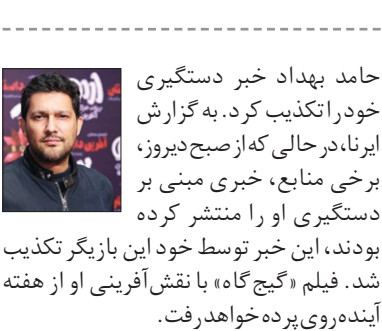 حامد بهداد خبر دستگیری
خود را تکذیب کرد. به گزارش
ایرنا، در حالی که از صبح دیروز،
برخی منابع، خبری مبنی بر
دستگیری او را منتشر کرده
بودند، این خبر توسط خود این بازیگر تکذیب
شد. فیلم «گیج گاه» با نقش‌آفرینی او از هفته
آینده روی پرده خواهد رفت.